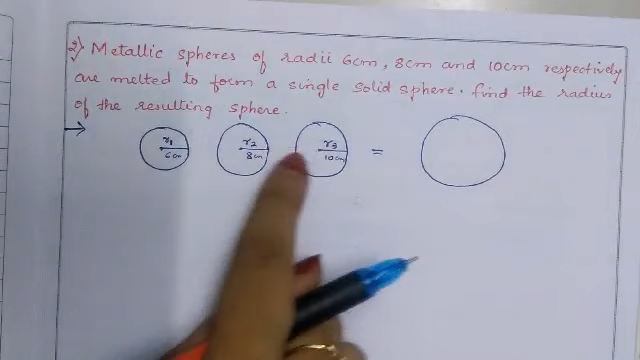 2) Metallic spheres of radii 6cm, 8cm and 10cm respectively
are melted to form a single solid sphere. find the radius
of the resulting sphere.
→ r1 r2 r3 =
6cm 8cm 10cm